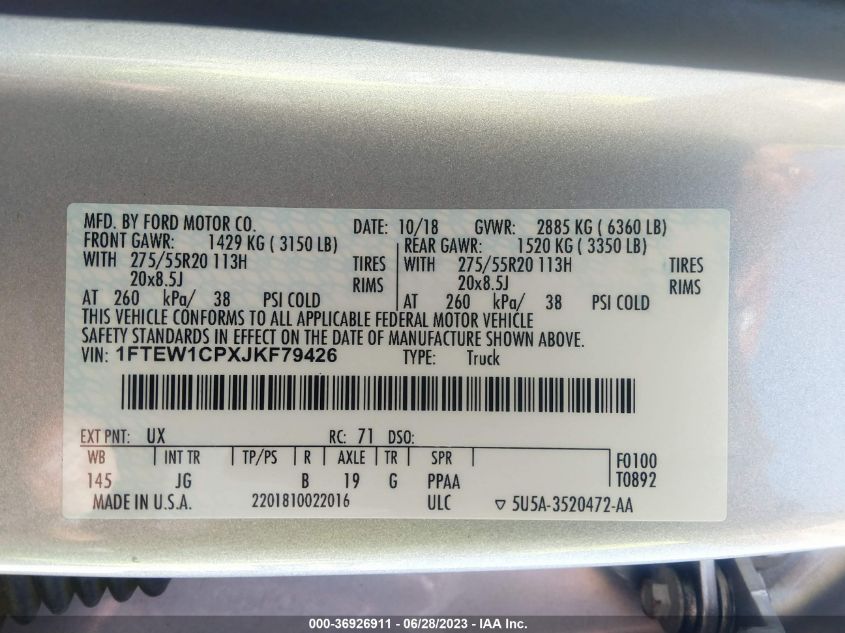 MFD. BY FORD MOTOR CO. DATE: 10/18 GVWR: 2885 KG ( 6360 LB)
FRONT GAWR: 1429 KG ( 3150 LB) REAR GAWR: 1520 KG ( 3350 LB)
WITH 275/55R20 113H TIRES WITH 275/55R20 113H TIRES
20x8.5J RIMS 20x8.5J RIMS
AT 260 kPa/ 38 PSI COLD AT 260 kPa/ 38 PSI COLD
THIS VEHICLE CONFORMS TO ALL APPLICABLE FEDERAL MOTOR VEHICLE
SAFETY STANDARDS IN EFFECT ON THE DATE OF MANUFACTURE SHOWN ABOVE.
VIN: 1FTEW1CPXJKF79426 TYPE: Truck
EXT PNT: UX RC: 71 DSO:
WB INT TR TP/PS R AXLE TR SPR F0100
145 JG B 19 G PPAA T0892
MADE IN U.S.A. 2201810022016 ULC ▽ 5U5A-3520472-AA
000-36926911 - 06/28/2023 - IAA Inc.